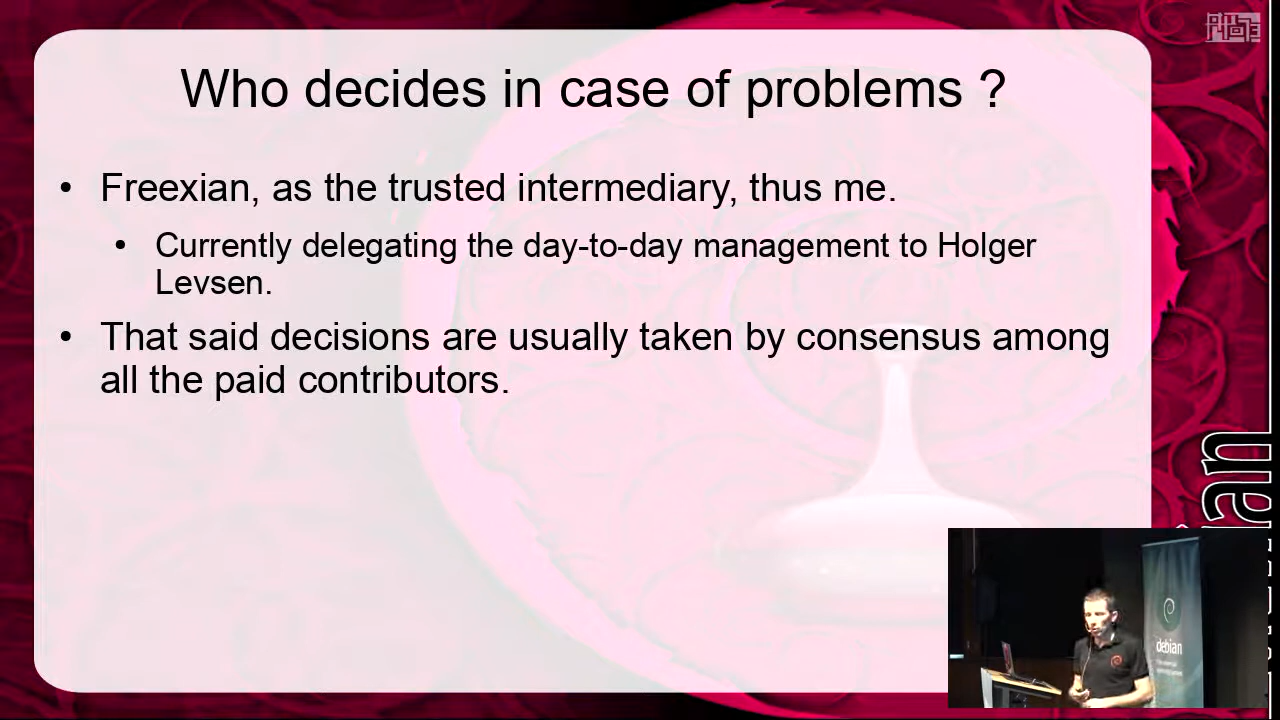 Who decides in case of problems ?
• Freexian, as the trusted intermediary, thus me.
• Currently delegating the day-to-day management to Holger
Levsen.
• That said decisions are usually taken by consensus among
all the paid contributors.
debian